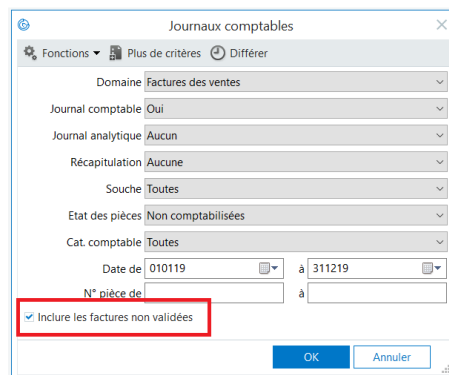 Journaux comptables
Fonctions Plus de critères Différer
Domaine Factures des ventes
Journal comptable Oui
Journal analytique Aucun
Récapitulation Aucune
Souche Toutes
Etat des pièces Non comptabilisées
Cat. comptable Toutes
Date de 010119 à 311219
N° pièce de à
Inclure les factures non validées
OK Annuler